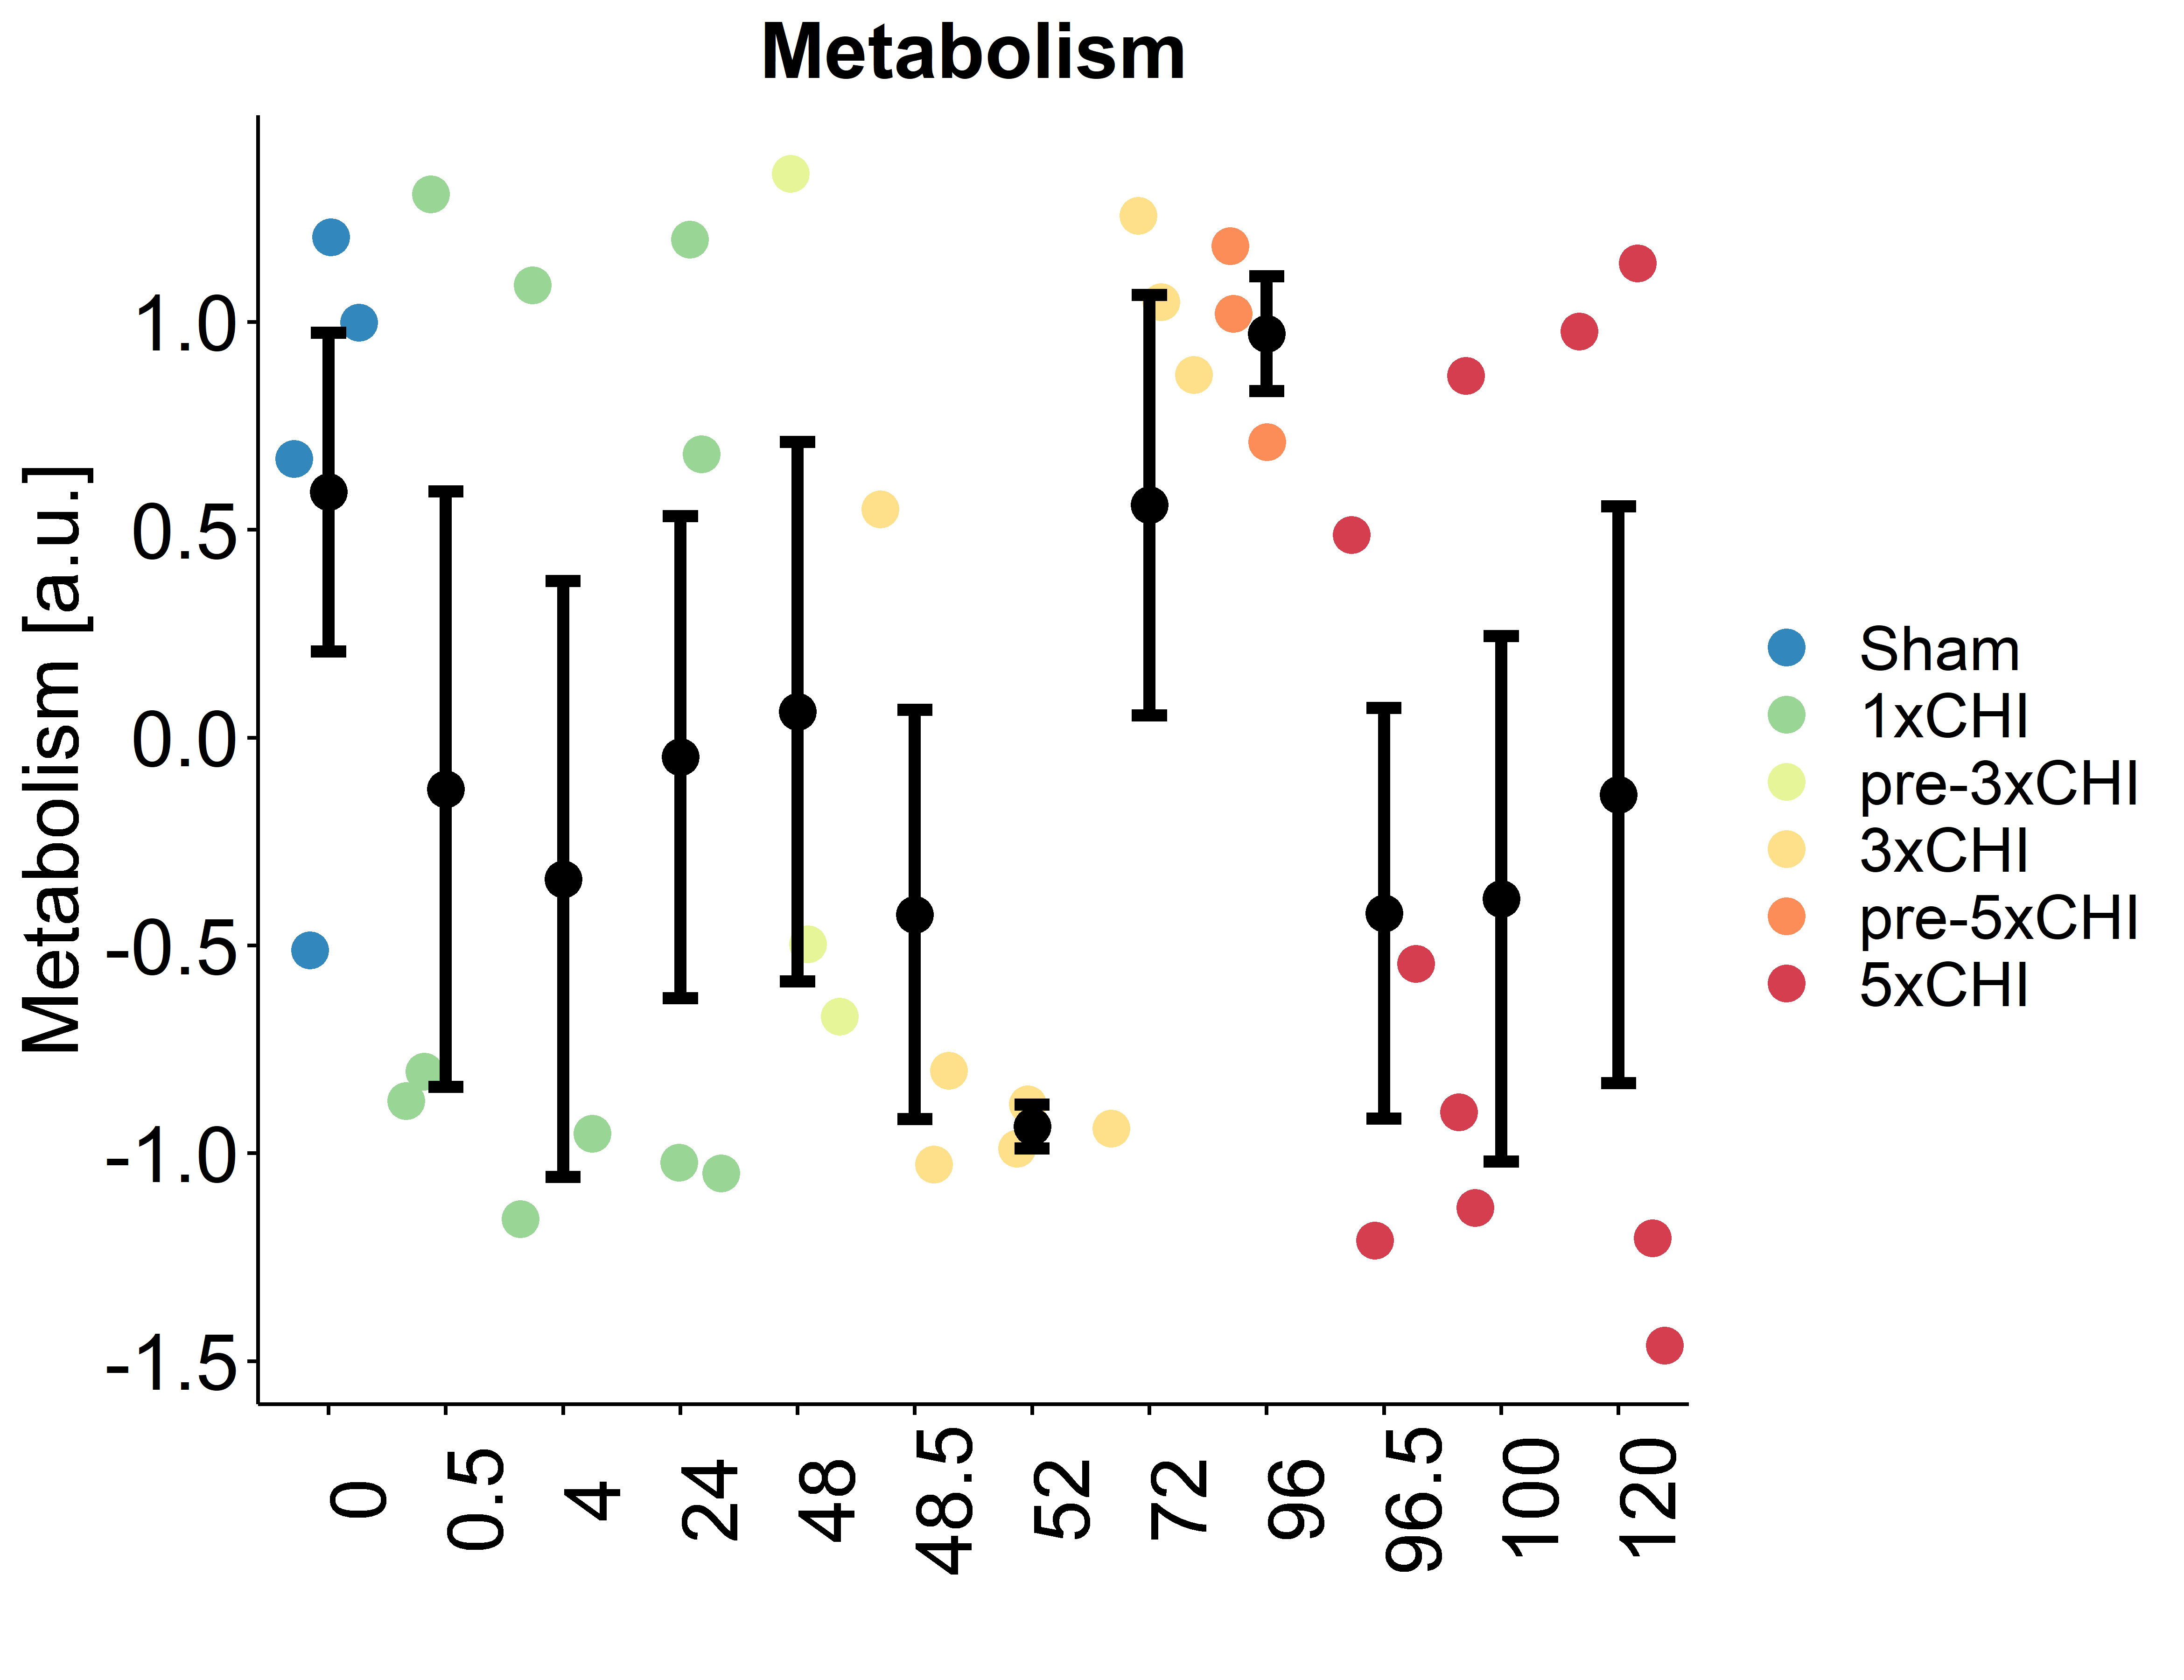 Metabolism
Metabolism [a.u.]
1.0
0.5
0.0
-0.5
-1.0
-1.5
0
0.5
4
24
48
48.5
52
72
96
96.5
100
120
Sham
1xCHI
pre-3xCHI
3xCHI
pre-5xCHI
5xCHI